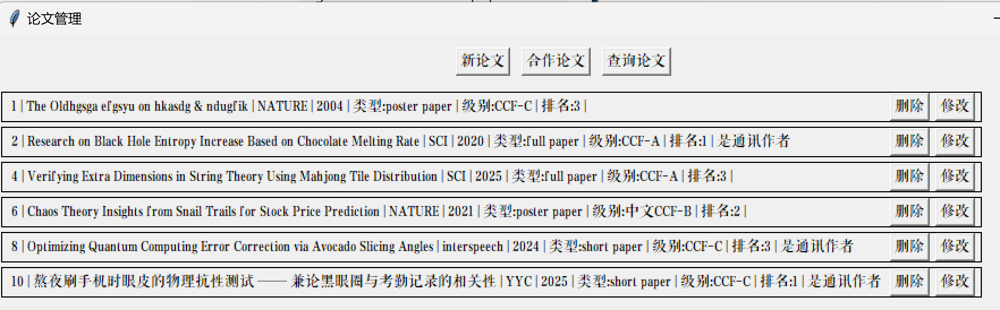 论文管理
新论文 合作论文 查询论文
1 | The Oldhgsga efgsyu on hkasdg & ndugfik | NATURE | 2004 | 类型:poster paper | 级别:CCF-C | 排名:3 | 删除 修改
2 | Research on Black Hole Entropy Increase Based on Chocolate Melting Rate | SCI | 2020 | 类型:full paper | 级别:CCF-A | 排名:1 | 是通讯作者 删除 修改
4 | Verifying Extra Dimensions in String Theory Using Mahjong Tile Distribution | SCI | 2025 | 类型:full paper | 级别:CCF-A | 排名:3 | 删除 修改
6 | Chaos Theory Insights from Snail Trails for Stock Price Prediction | NATURE | 2021 | 类型:poster paper | 级别:中文CCF-B | 排名:2 | 删除 修改
8 | Optimizing Quantum Computing Error Correction via Avocado Slicing Angles | interspeech | 2024 | 类型:short paper | 级别:CCF-C | 排名:3 | 是通讯作者 删除 修改
10 | 熬夜刷手机时眼皮的物理抗性测试 —— 兼论黑眼圈与考勤记录的相关性 | YYC | 2025 | 类型:short paper | 级别:CCF-C | 排名:1 | 是通讯作者 删除 修改